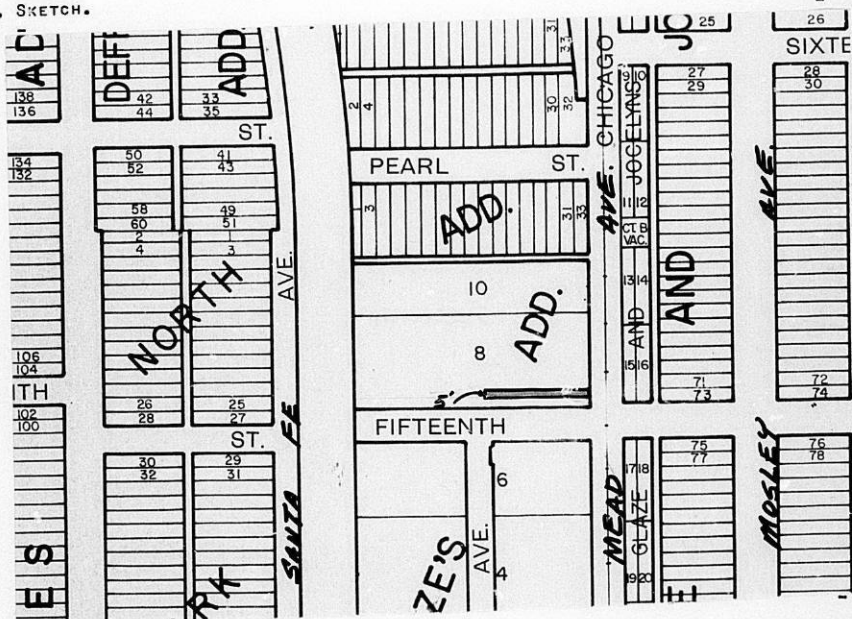 . SKETCH.
AD
DEF
ADD
138
136
42
44
33
35
ST.
2
4
31
33
30
32
CHICAGO
AVE.
9 10
JOCELYNS
E
JO
25
26
SIXTE
27
29
28
30
134
132
50
52
41
43
PEARL ST.
58
60
49
51
2
4
1
3
3
31
33
ADD.
11 12
CT. B
VAC.
AVE.
AVE.
NORTH
10
8
ADD.
13 14
AND
AND
15 16
106
104
ITH
102
100
26
28
25
27
ST.
5'
FIFTEENTH
71
73
72
74
30
32
29
31
SANTA FE
6
4
AVE.
ZE'S
MEAD
17 18
GLAZE
19 20
75
77
76
78
MOSLEY
ES
RK
E